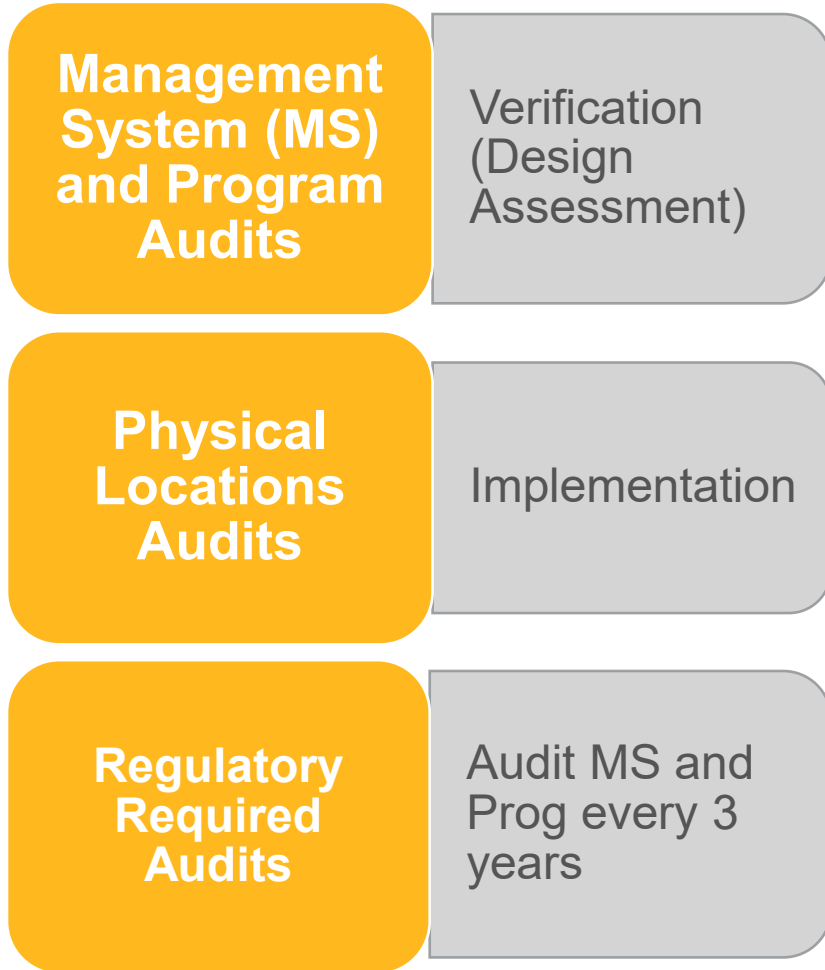 Management
System (MS)
and Program
Audits
Verification
(Design
Assessment)
Physical
Locations
Audits
Implementation
Regulatory
Required
Audits
Audit MS and
Prog every 3
years